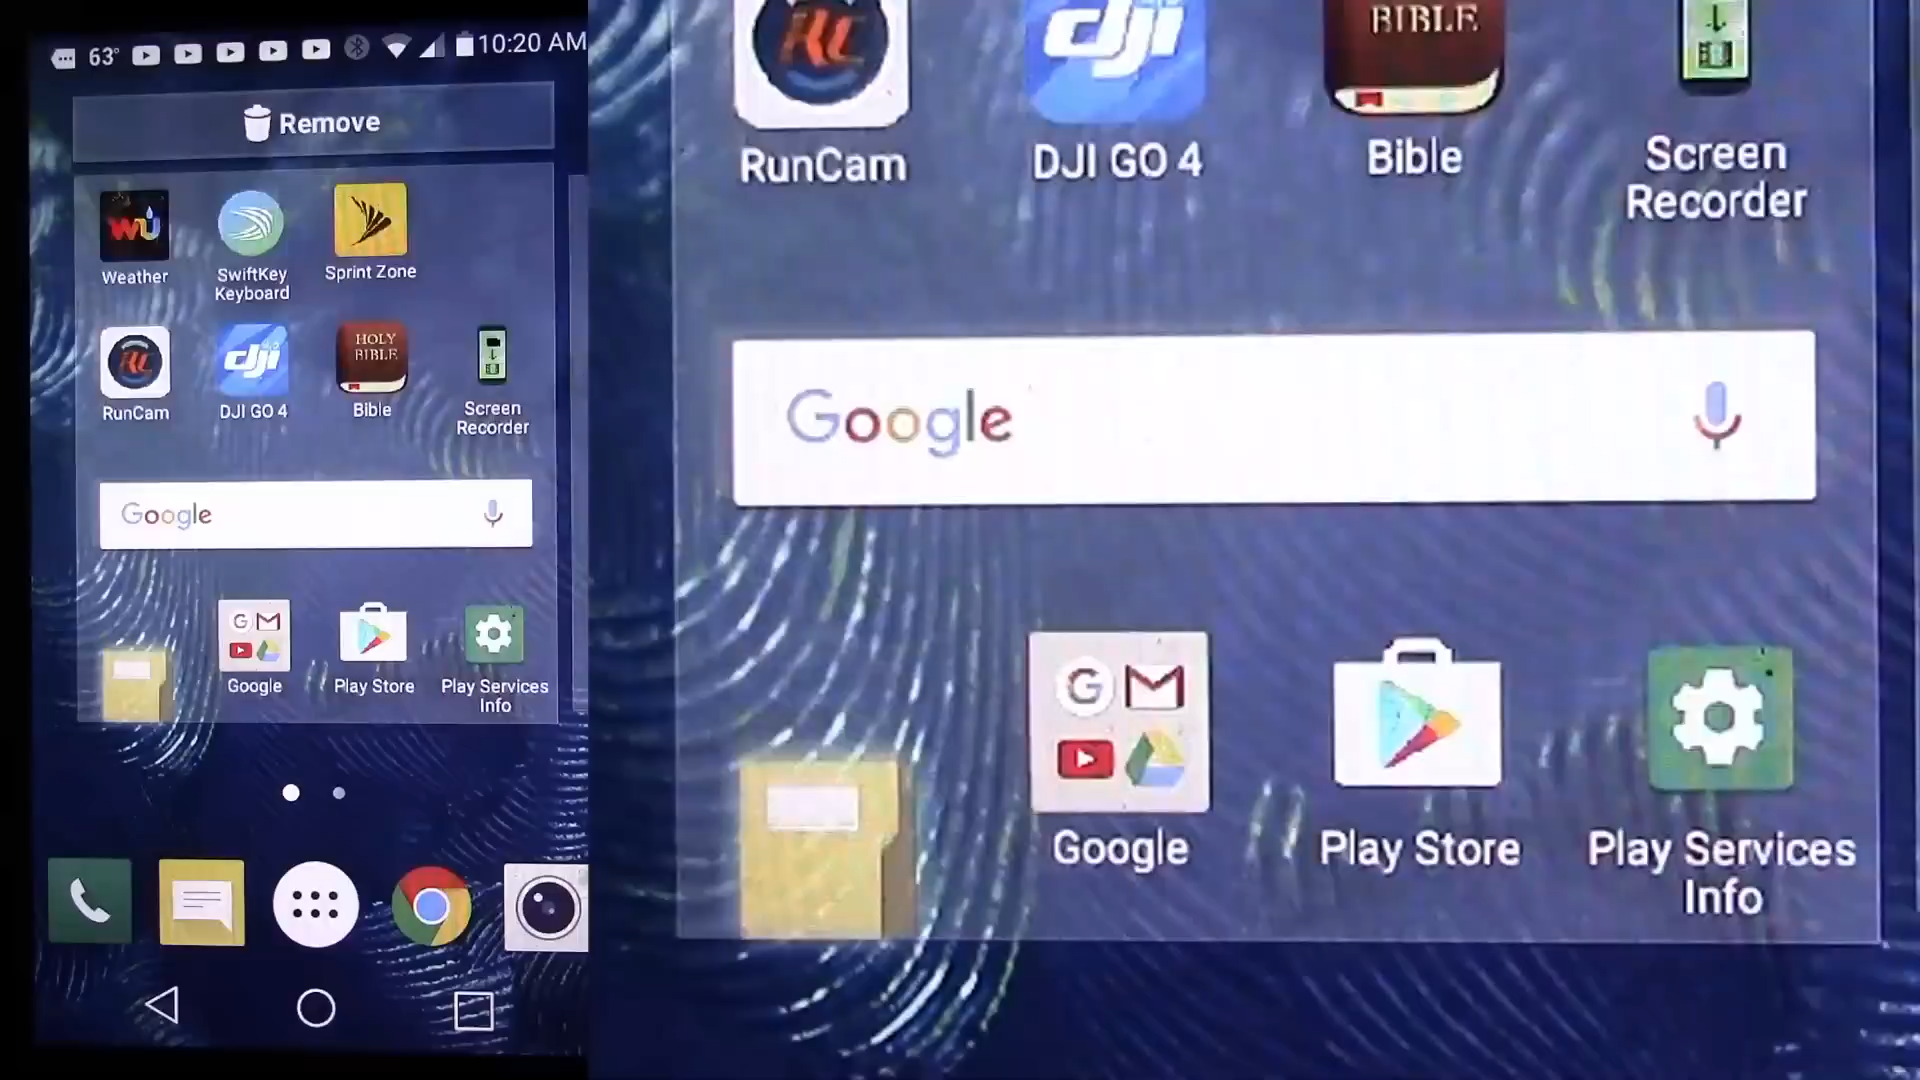 63° 10:20 AM
Remove
Weather
SwiftKey
Keyboard
Sprint Zone
RunCam
dji
DJI GO 4
HOLY
BIBLE
Bible
Screen
Recorder
Google
Google
Play Store
Play Services
Info
dji
BIBLE
RunCam
DJI GO 4
Bible
Screen
Recorder
Google
Google
Play Store
Play Services
Info